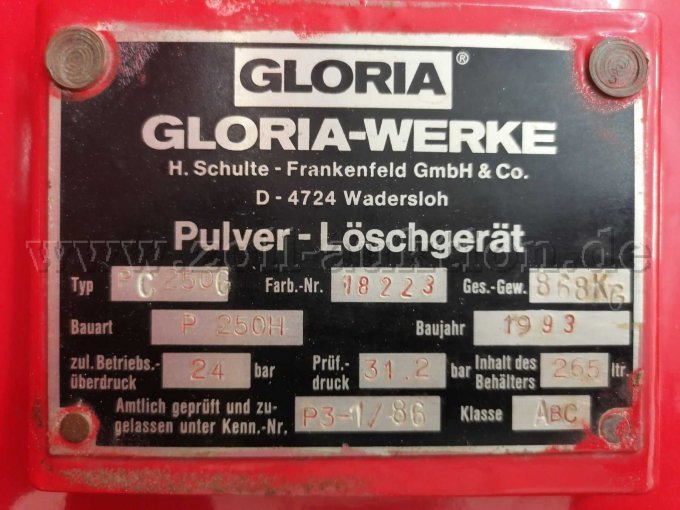 GLORIA®
GLORIA-WERKE
H. Schulte - Frankenfeld GmbH & Co.
D - 4724 Wadersloh
Pulver - Löschgerät
www.zoll-auktion.de
Typ PC 250G Farb.-Nr. 18223 Ges.-Gew. 868KG
Bauart P 250H Baujahr 1993
zul. Betriebs-
überdruck 24 bar Prüf-
druck 31.2 bar Inhalt des
Behälters 265 ltr.
Amtlich geprüft und zu-
gelassen unter Kenn.-Nr. P3-1/86 Klasse ABC